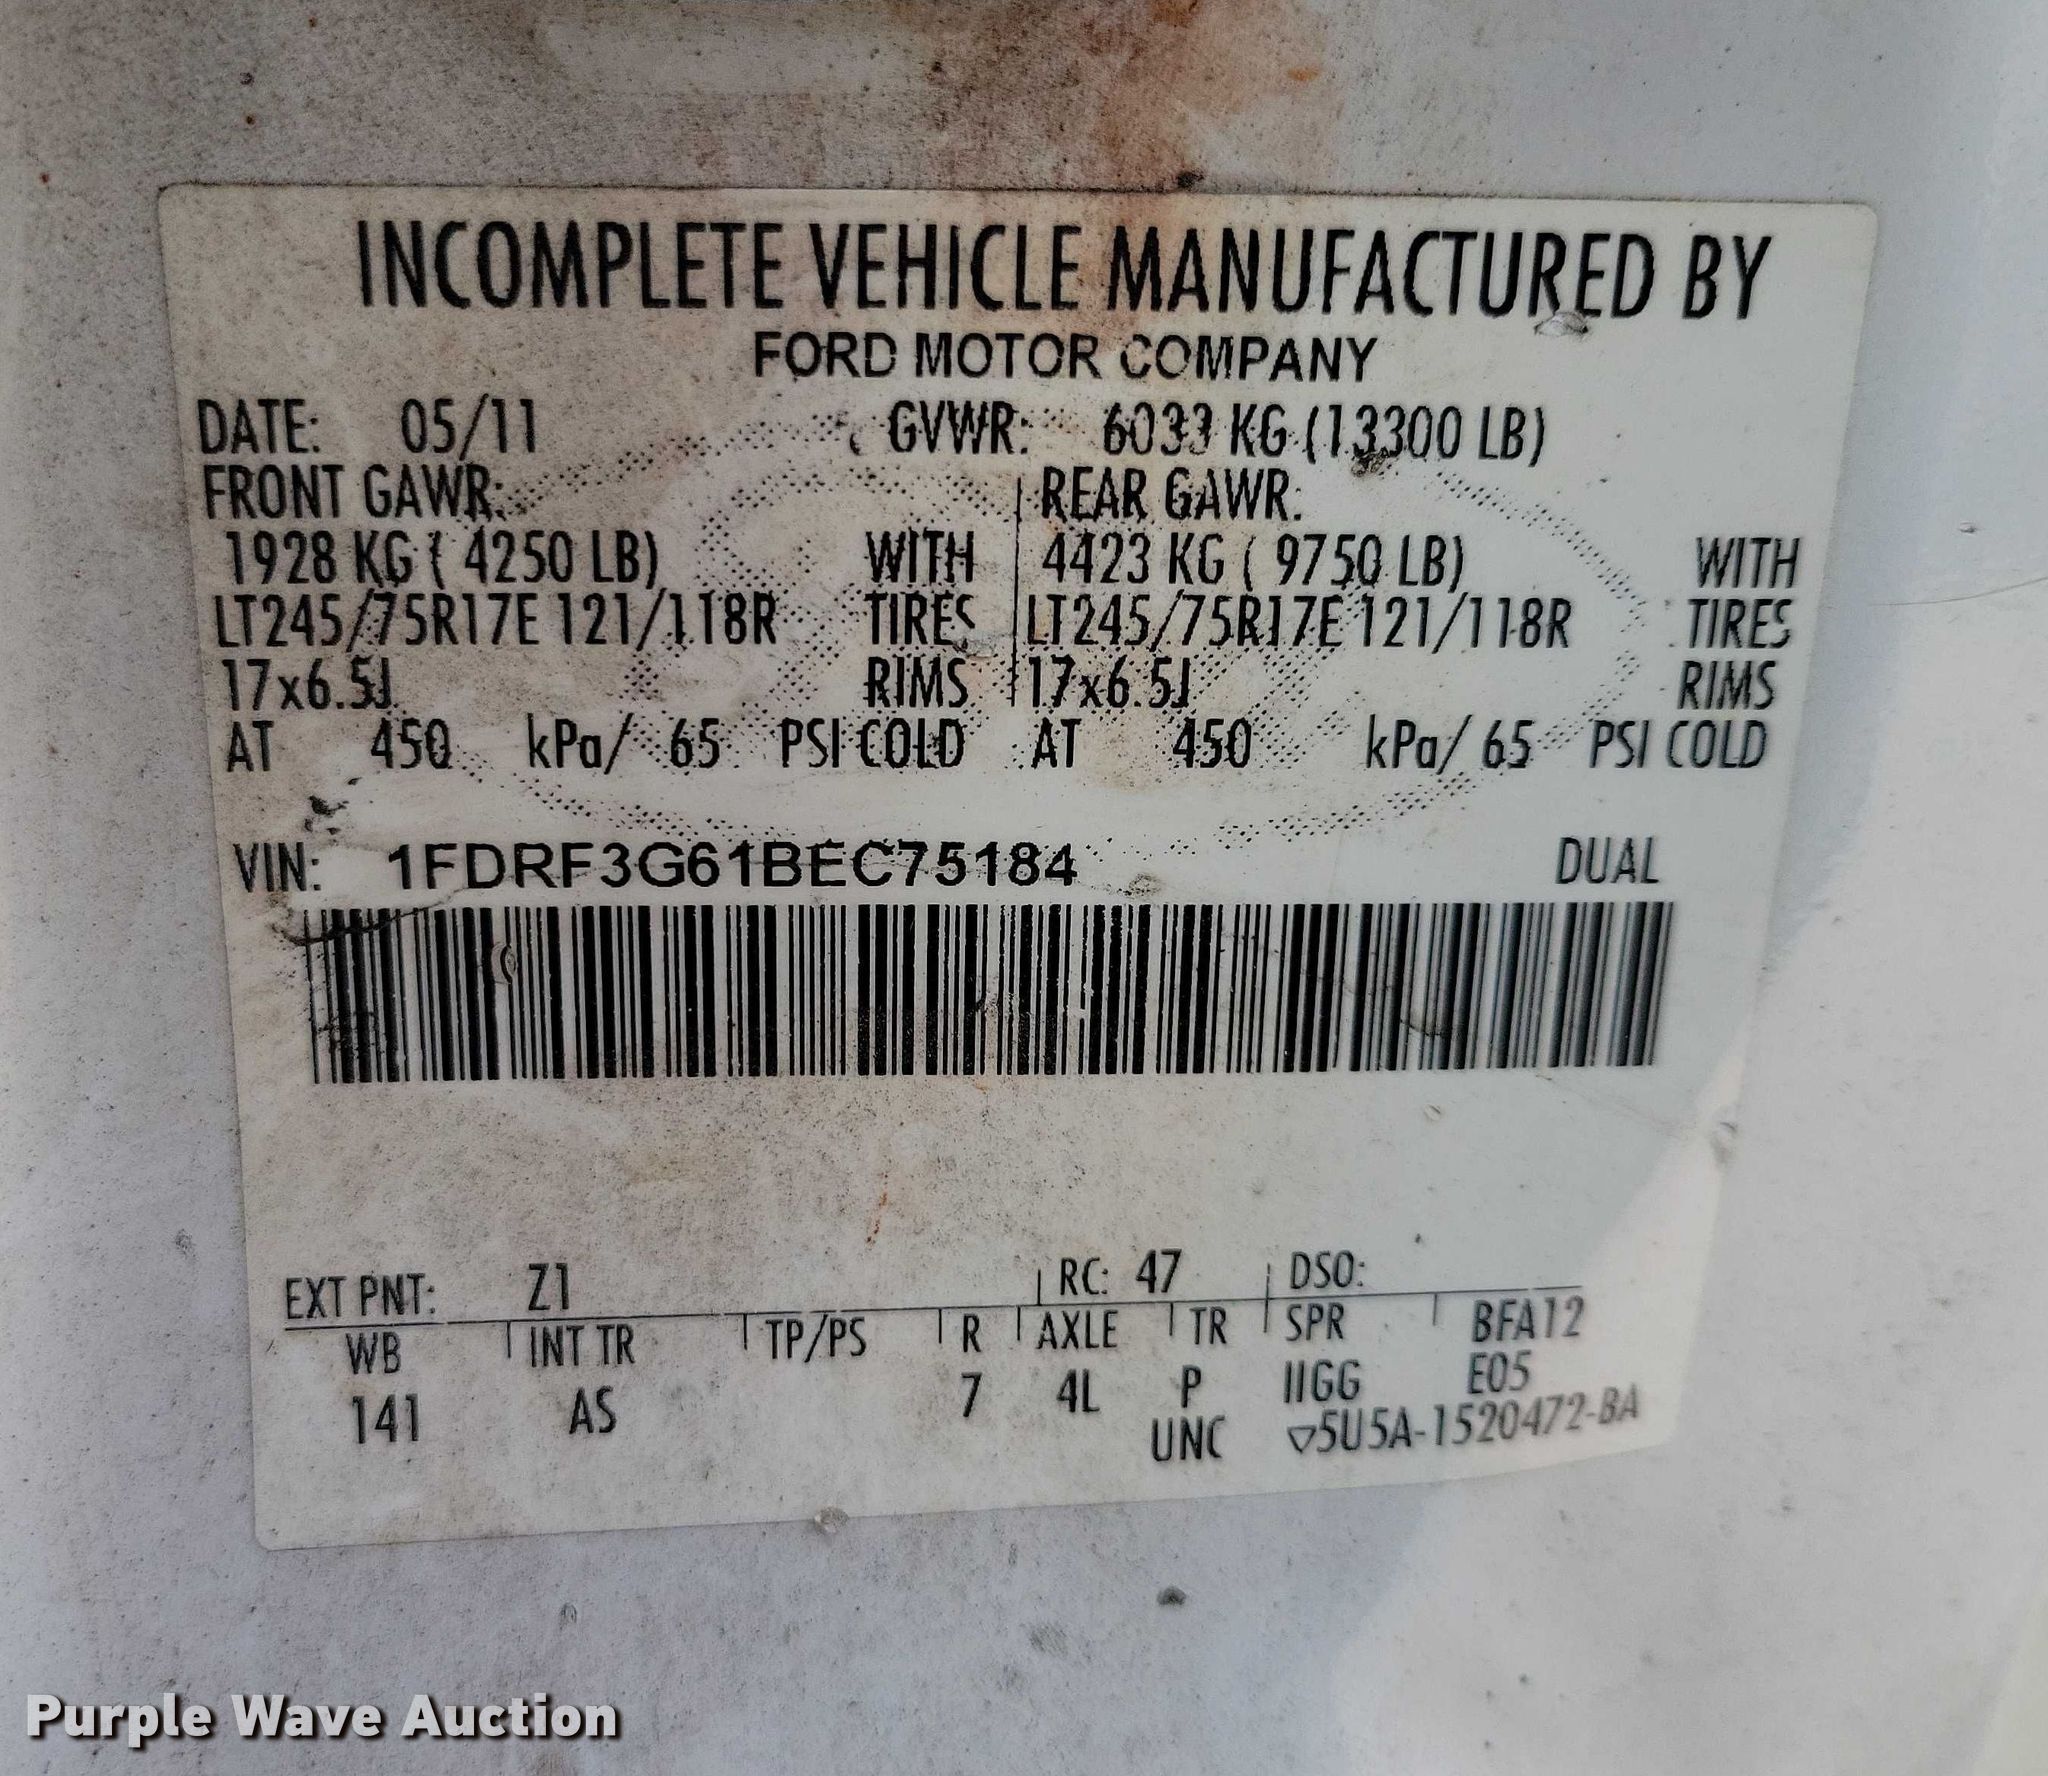 INCOMPLETE VEHICLE MANUFACTURED BY
FORD MOTOR COMPANY
DATE: 05/11 GVWR: 6033 KG (13300 LB)
FRONT GAWR: REAR GAWR:
1928 KG ( 4250 LB) WITH 4423 KG ( 9750 LB) WITH
LT245/75R17E 121/118R TIRES LT245/75R17E 121/118R TIRES
17x6.5J RIMS 17x6.5J RIMS
AT 450 kPa/ 65 PSI COLD AT 450 kPa/ 65 PSI COLD
VIN: 1FDRF3G61BEC75184 DUAL
EXT PNT: Z1 RC: 47 DSO:
WB INT TR TP/PS R AXLE TR SPR BFA12
141 AS 7 4L P IIGG E05
UNC ▽5U5A-1520472-BA
Purple Wave Auction